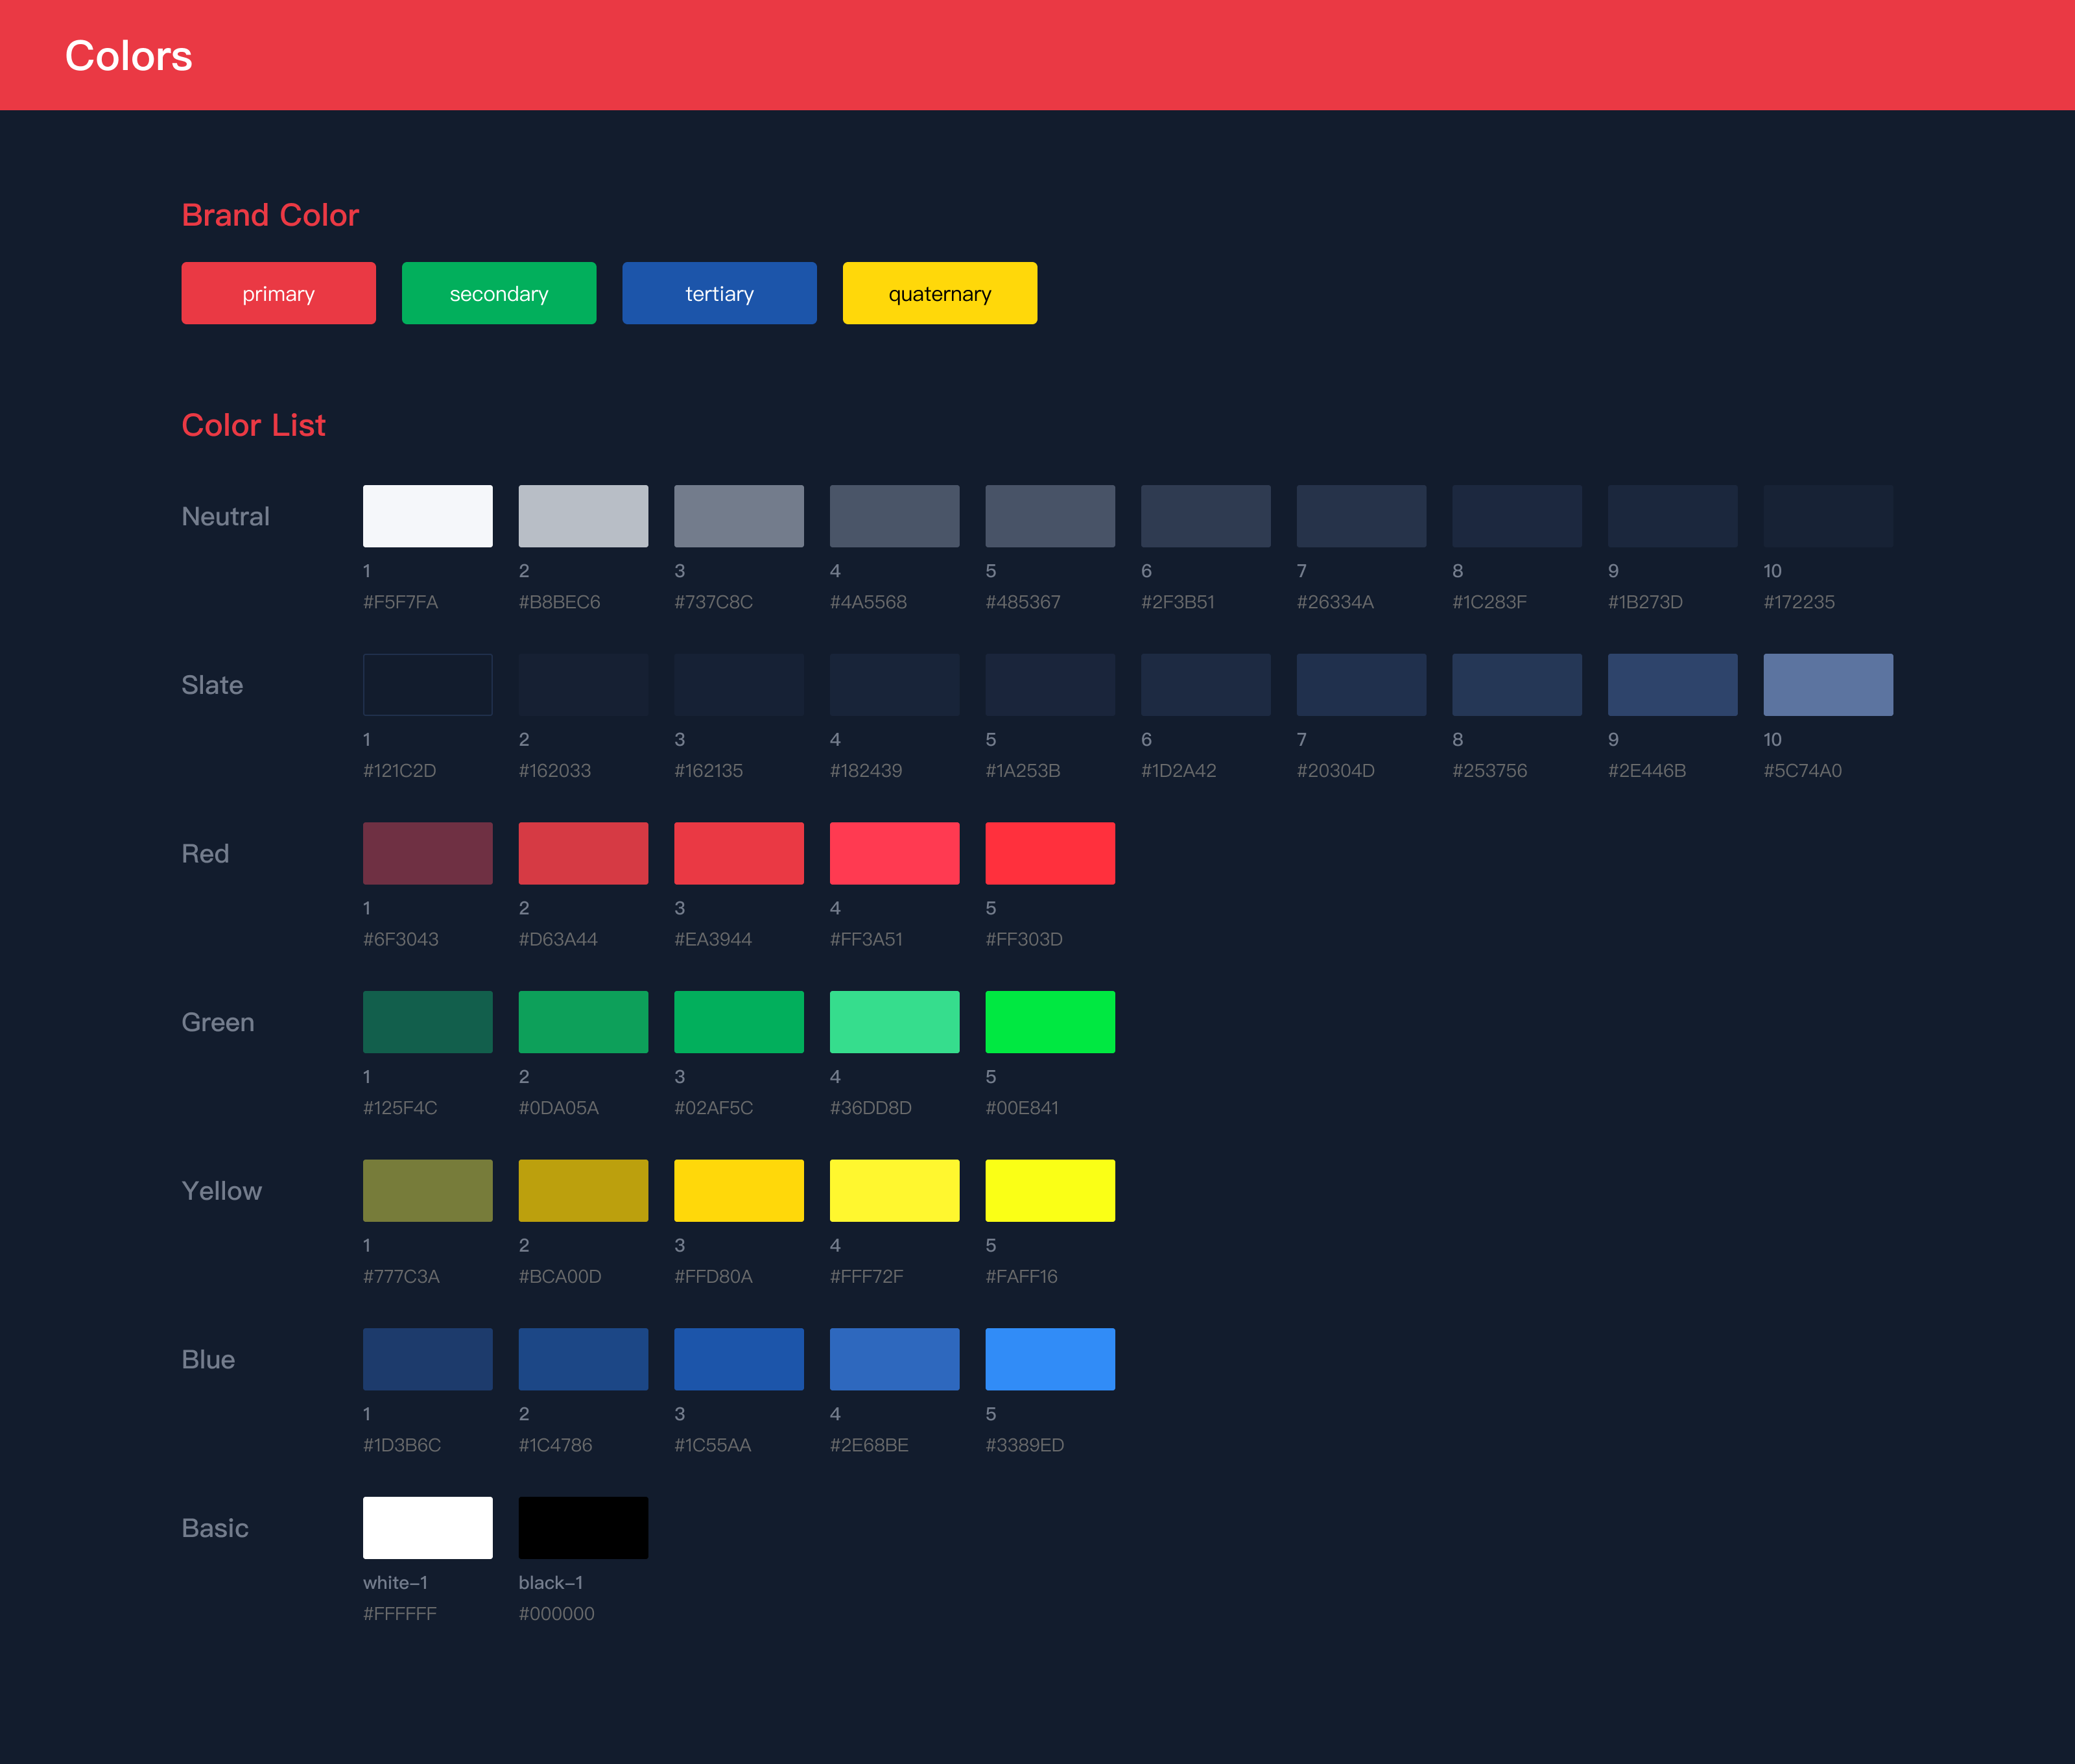 Colors
Brand Color
primary secondary tertiary quaternary
Color List
Neutral
1 2 3 4 5 6 7 8 9 10
#F5F7FA #B8BEC6 #737C8C #4A5568 #485367 #2F3B51 #26334A #1C283F #1B273D #172235
Slate
1 2 3 4 5 6 7 8 9 10
#121C2D #162033 #162135 #182439 #1A253B #1D2A42 #20304D #253756 #2E446B #5C74A0
Red
1 2 3 4 5
#6F3043 #D63A44 #EA3944 #FF3A51 #FF303D
Green
1 2 3 4 5
#125F4C #0DA05A #02AF5C #36DD8D #00E841
Yellow
1 2 3 4 5
#777C3A #BCA00D #FFD80A #FFF72F #FAFF16
Blue
1 2 3 4 5
#1D3B6C #1C4786 #1C55AA #2E68BE #3389ED
Basic
white-1 black-1
#FFFFFF #000000